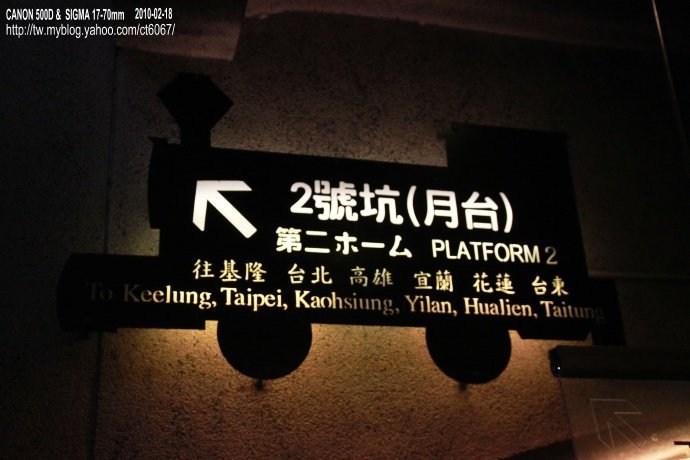 CANON 500D & SIGMA 17-70mm 2010-02-18
http://tw.myblog.yahoo.com/ct6067/
2號坑(月台)
第二ホーム PLATFORM 2
往基隆 台北 高雄 宜蘭 花蓮 台東
To Keelung, Taipei, Kaohsiung, Yilan, Hualien, Taitung